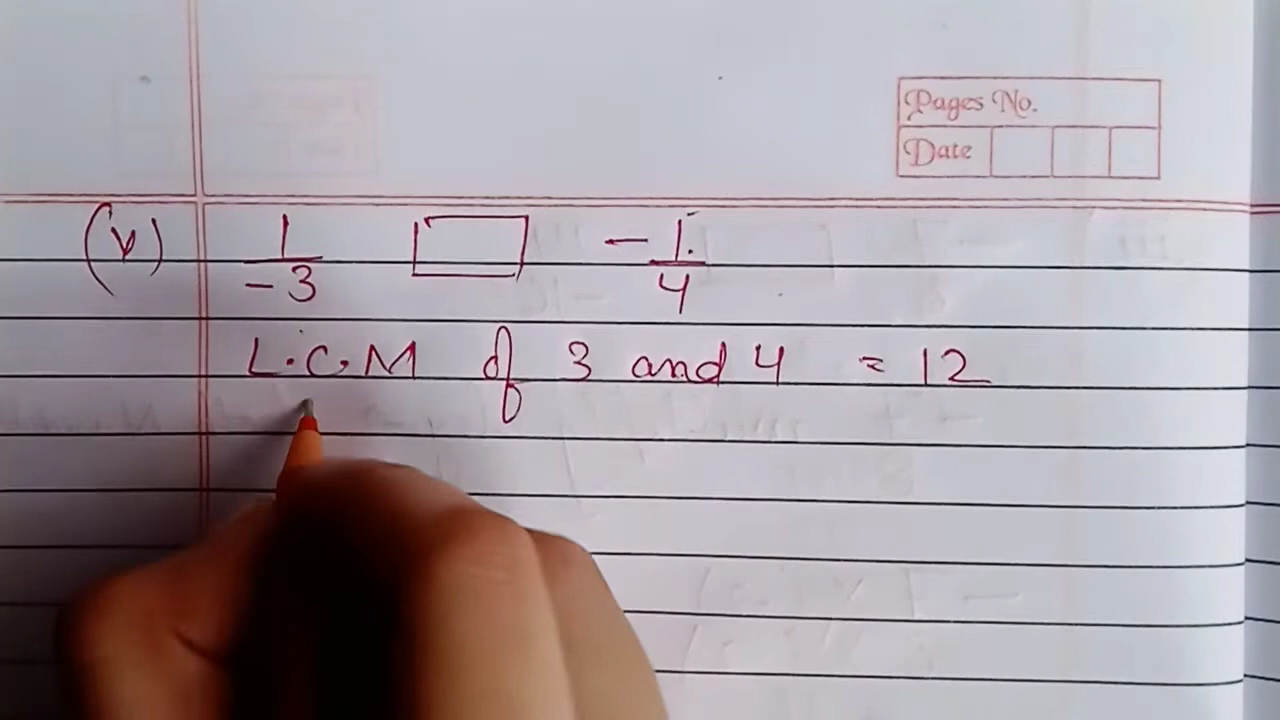 Pages No.
Date
(v) 1/-3 □ -1/4
L.C.M of 3 and 4 = 12